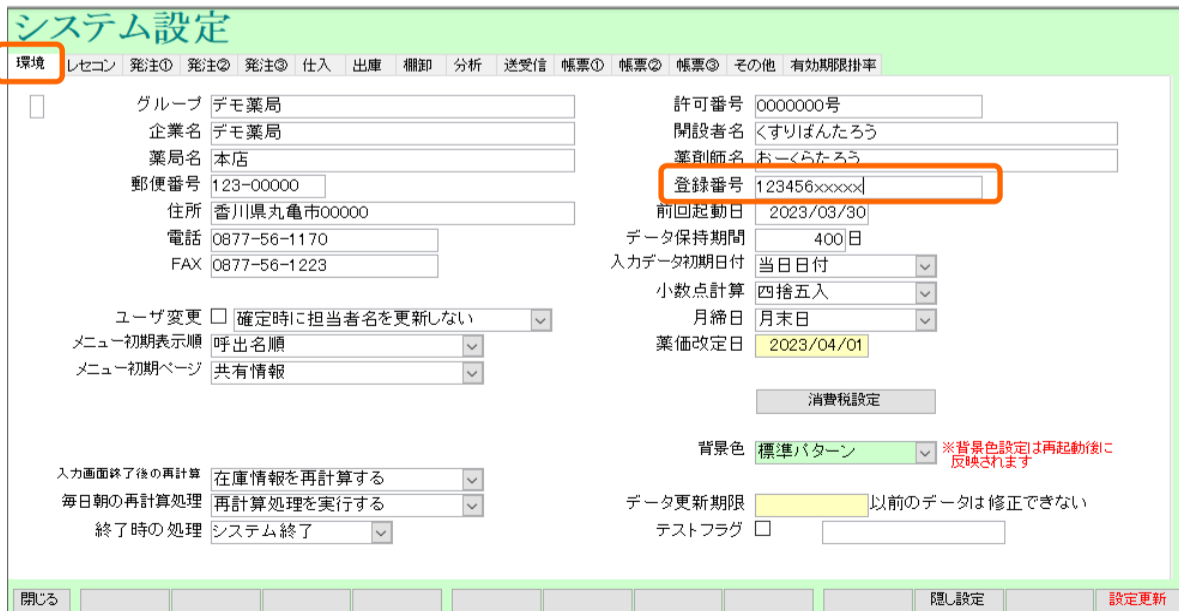 システム設定
環境 レセコン 発注① 発注② 発注③ 仕入 出庫 棚卸 分析 送受信 帳票① 帳票② 帳票③ その他 有効期限掛率
グループ デモ薬局
企業名 デモ薬局
薬局名 本店
郵便番号 123-00000
住所 香川県丸亀市00000
電話 0877-56-1170
FAX 0877-56-1223
ユーザ変更 確定時に担当者名を更新しない
メニュー初期表示順 呼出名順
メニュー初期ページ 共有情報
入力画面終了後の再計算 在庫情報を再計算する
毎日朝の再計算処理 再計算処理を実行する
終了時の処理 システム終了
許可番号 0000000号
開設者名 くすりばんたろう
薬剤師名 おーくらたろう
登録番号 123456xxxxx
前回起動日 2023/03/30
データ保持期間 400 日
入力データ初期日付 当日日付
小数点計算 四捨五入
月締日 月末日
薬価改定日 2023/04/01
消費税設定
背景色 標準パターン ※背景色設定は再起動後に
反映されます
データ更新期限 以前のデータは修正できない
テストフラグ
閉じる 隠し設定 設定更新